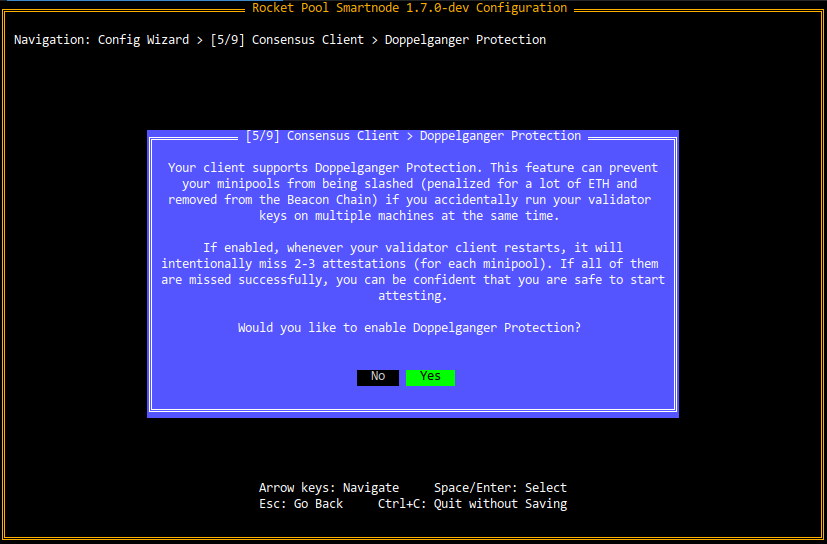 Rocket Pool Smartnode 1.7.0-dev Configuration
Navigation: Config Wizard > [5/9] Consensus Client > Doppelganger Protection
[5/9] Consensus Client > Doppelganger Protection
Your client supports Doppelganger Protection. This feature can prevent
your minipools from being slashed (penalized for a lot of ETH and
removed from the Beacon Chain) if you accidentally run your validator
keys on multiple machines at the same time.
If enabled, whenever your validator client restarts, it will
intentionally miss 2-3 attestations (for each minipool). If all of them
are missed successfully, you can be confident that you are safe to start
attesting.
Would you like to enable Doppelganger Protection?
No Yes
Arrow keys: Navigate Space/Enter: Select
Esc: Go Back Ctrl+C: Quit without Saving